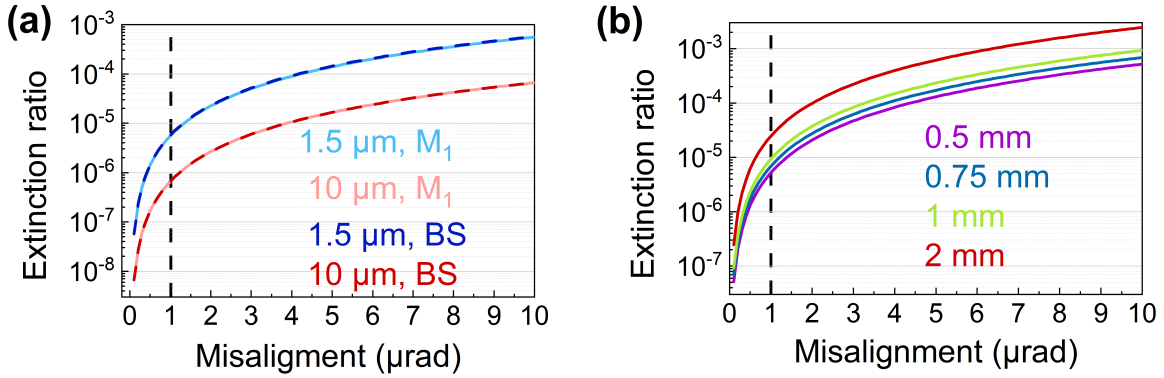 (a)
Extinction ratio
10⁻³
10⁻⁴
10⁻⁵
10⁻⁶
10⁻⁷
10⁻⁸
1.5 µm, M₁
10 µm, M₁
1.5 µm, BS
10 µm, BS
0 1 2 3 4 5 6 7 8 9 10
Misaligment (µrad)
(b)
Extinction ratio
10⁻³
10⁻⁴
10⁻⁵
10⁻⁶
10⁻⁷
0.5 mm
0.75 mm
1 mm
2 mm
0 1 2 3 4 5 6 7 8 9 10
Misalignment (µrad)